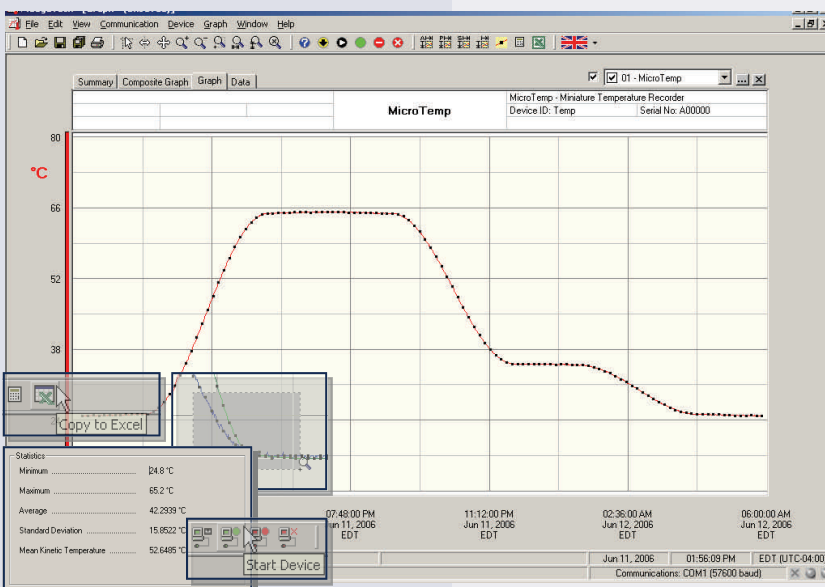 File Edit View Communication Device Graph Window Help
Summary Composite Graph Graph Data
01 - MicroTemp
MicroTemp
MicroTemp - Miniature Temperature Recorder
Device ID: Temp Serial No: A00000
°C
80
66
52
38
Copy to Excel
Statistics
Minimum 24.8 °C
Maximum 65.2 °C
Average 42.2939 °C
Standard Deviation 15.8522 °C
Mean Kinetic Temperature 52.6485 °C
Start Device
07:48:00 PM 11:12:00 PM 02:36:00 AM 06:00:00 AM
Jun 11, 2006 Jun 11, 2006 Jun 12, 2006 Jun 12, 2006
EDT EDT EDT EDT
Jun 11, 2006 01:56:09 PM EDT (UTC-04:00)
Communications: COM1 (57600 baud)